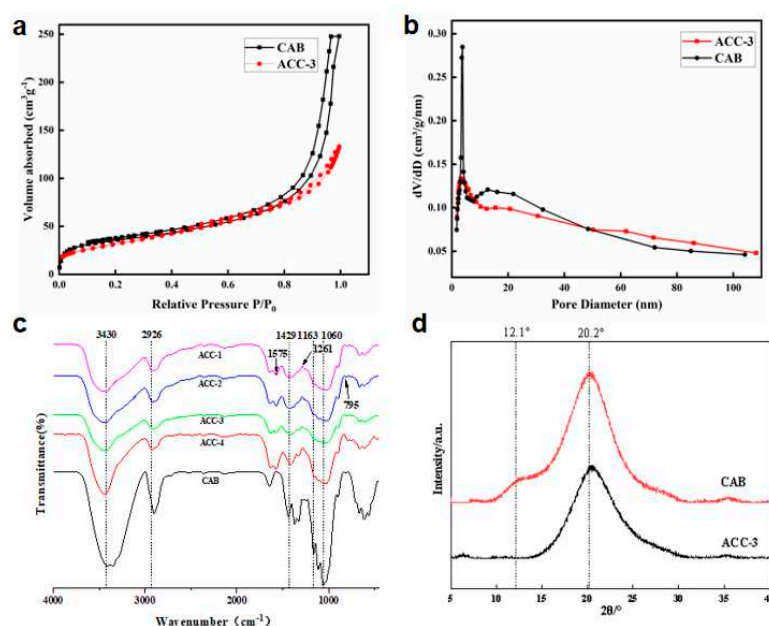 a
CAB
ACC-3
Volume absorbed (cm³g⁻¹)
250
200
150
100
50
0
0.0 0.2 0.4 0.6 0.8 1.0
Relative Pressure P/P₀
b
ACC-3
CAB
dV/dD (cm³/g/nm)
0.30
0.25
0.20
0.15
0.10
0.05
0 20 40 60 80 100
Pore Diameter (nm)
c
3430 2926 1429 1163 1060
1575 1261
ACC-1
ACC-2
795
ACC-3
ACC-4
CAB
Transmittance(%)
4000 3000 2000 1000
Wavenumber (cm⁻¹)
d
12.1° 20.2°
Intensity/a.u.
CAB
ACC-3
5 10 15 20 25 30 35 40
2θ/°